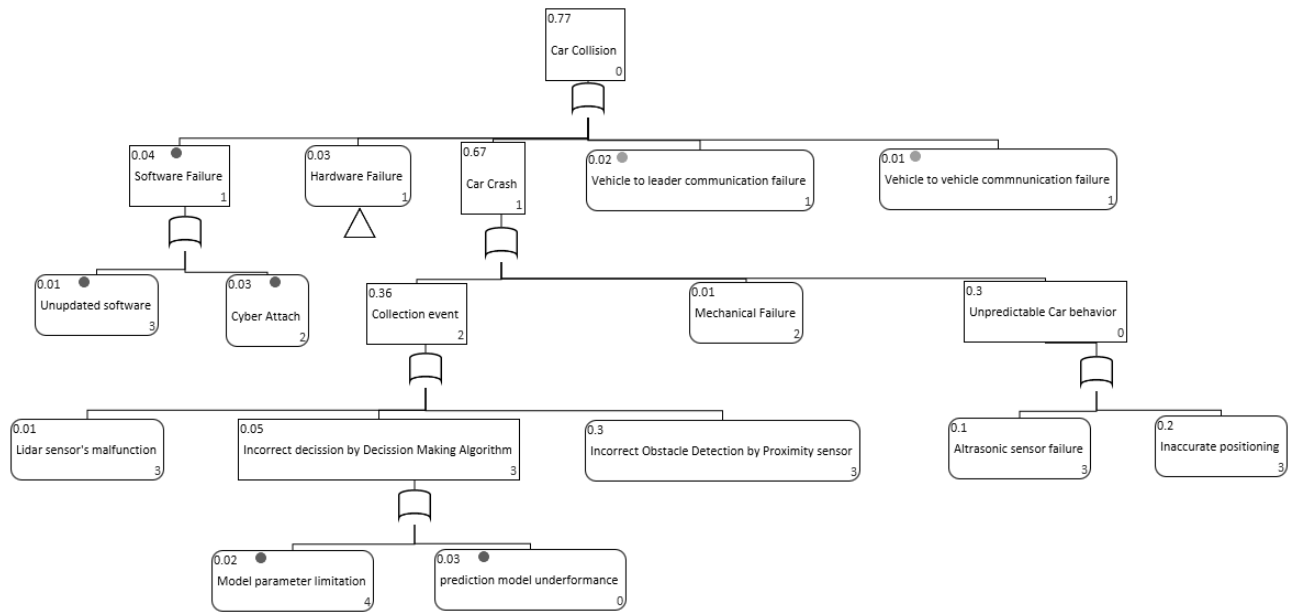 0.77
Car Collision
0
0.04
Software Failure
1
0.03
Hardware Failure
1
0.67
Car Crash
1
0.02
Vehicle to leader communication failure
1
0.01
Vehicle to vehicle commnunication failure
1
0.01
Unupdated software
3
0.03
Cyber Attach
2
0.36
Collection event
2
0.01
Mechanical Failure
2
0.3
Unpredictable Car behavior
0
0.01
Lidar sensor's malfunction
3
0.05
Incorrect decission by Decission Making Algorithm
3
0.3
Incorrect Obstacle Detection by Proximity sensor
3
0.1
Altrasonic sensor failure
3
0.2
Inaccurate positioning
3
0.02
Model parameter limitation
4
0.03
prediction model underformance
0